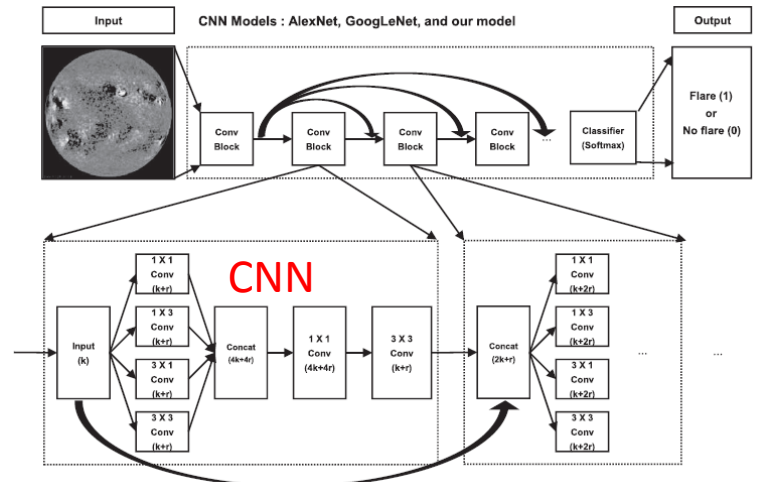 Input
CNN Models : AlexNet, GoogLeNet, and our model
Output
Conv
Block
Conv
Block
Conv
Block
Conv
Block
...
Classifier
(Softmax)
Flare (1)
or
No flare (0)
CNN
Input
(k)
1 X 1
Conv
(k+r)
1 X 3
Conv
(k+r)
3 X 1
Conv
(k+r)
3 X 3
Conv
(k+r)
Concat
(4k+4r)
1 X 1
Conv
(4k+4r)
3 X 3
Conv
(k+r)
Concat
(2k+r)
1 X 1
Conv
(k+2r)
1 X 3
Conv
(k+2r)
3 X 1
Conv
(k+2r)
3 X 3
Conv
(k+2r)
...
...